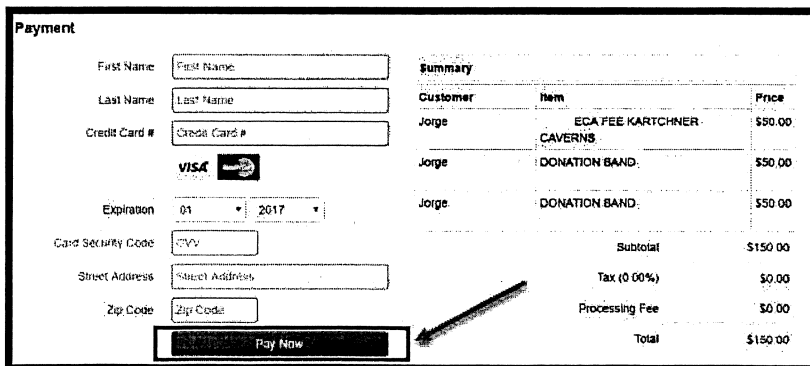 Payment
First Name First Name
Last Name Last Name
Credit Card # Credit Card #
VISA
Expiration 01 2017
Card Security Code CVV
Street Address Street Address
Zip Code Zip Code
Pay Now
Summary
Customer Item Price
Jorge ECA FEE KARTCHNER $50.00
CAVERNS
Jorge DONATION BAND $50.00
Jorge DONATION BAND $50.00
Subtotal $150.00
Tax (0.00%) $0.00
Processing Fee $0.00
Total $150.00